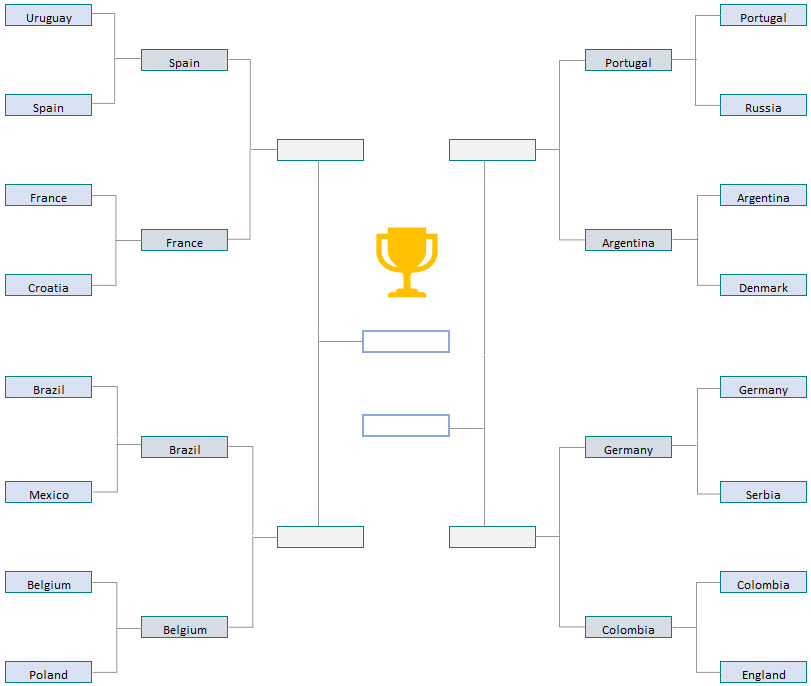 Uruguay
Portugal
Spain
Portugal
Spain
Russia
France
Argentina
France
Argentina
Croatia
Denmark
Brazil
Germany
Brazil
Germany
Mexico
Serbia
Belgium
Colombia
Belgium
Colombia
Poland
England